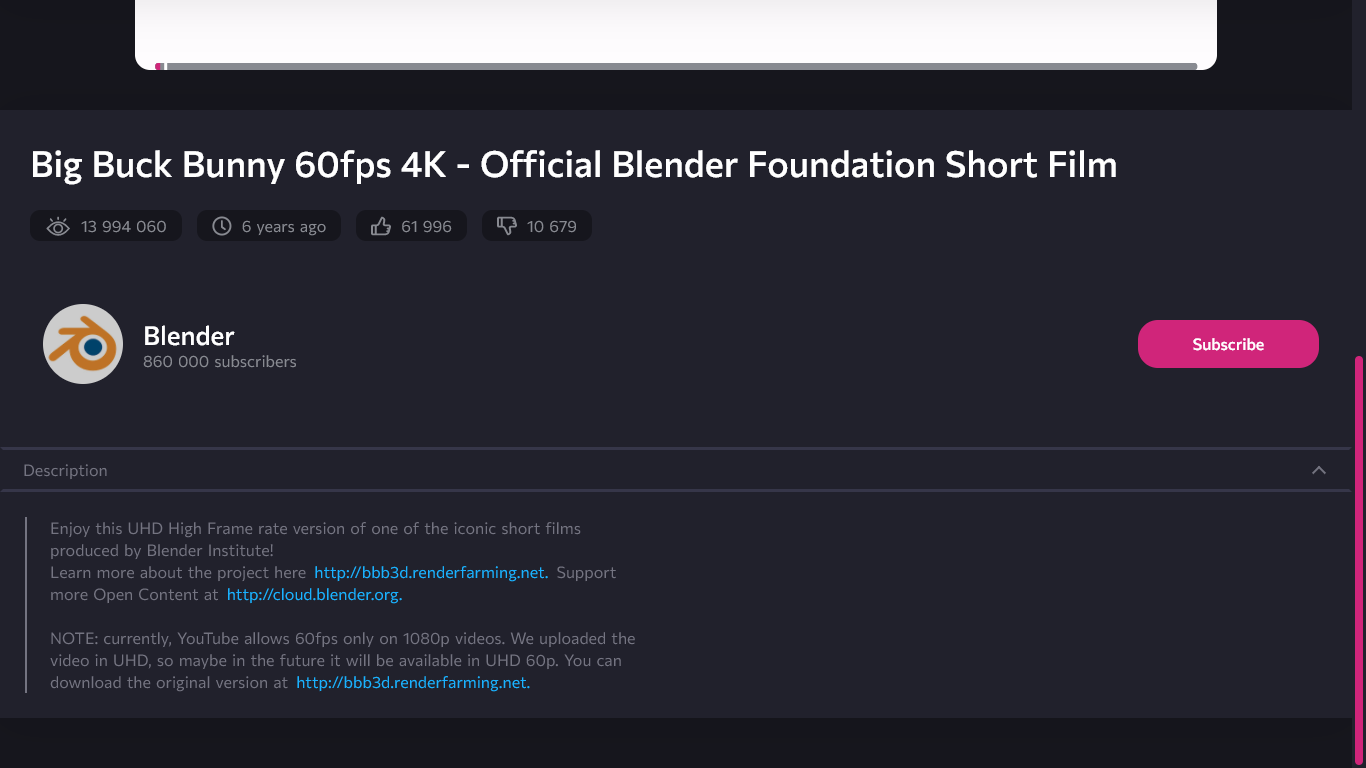 Big Buck Bunny 60fps 4K - Official Blender Foundation Short Film
13 994 060 6 years ago 61 996 10 679
Blender
860 000 subscribers
Subscribe
Description
Enjoy this UHD High Frame rate version of one of the iconic short films
produced by Blender Institute!
Learn more about the project here http://bbb3d.renderfarming.net. Support
more Open Content at http://cloud.blender.org.
NOTE: currently, YouTube allows 60fps only on 1080p videos. We uploaded the
video in UHD, so maybe in the future it will be available in UHD 60p. You can
download the original version at http://bbb3d.renderfarming.net.